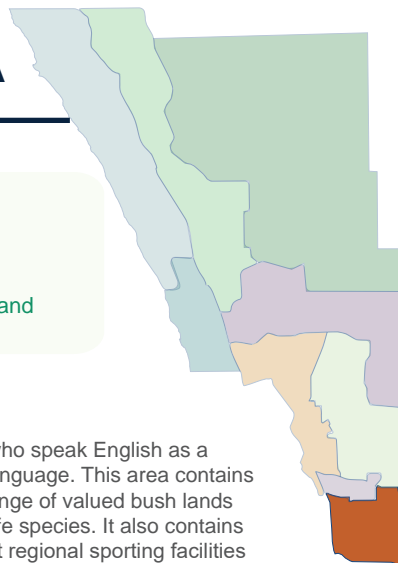 A
and
who speak English as a
nguage. This area contains
nge of valued bush lands
fe species. It also contains
t regional sporting facilities